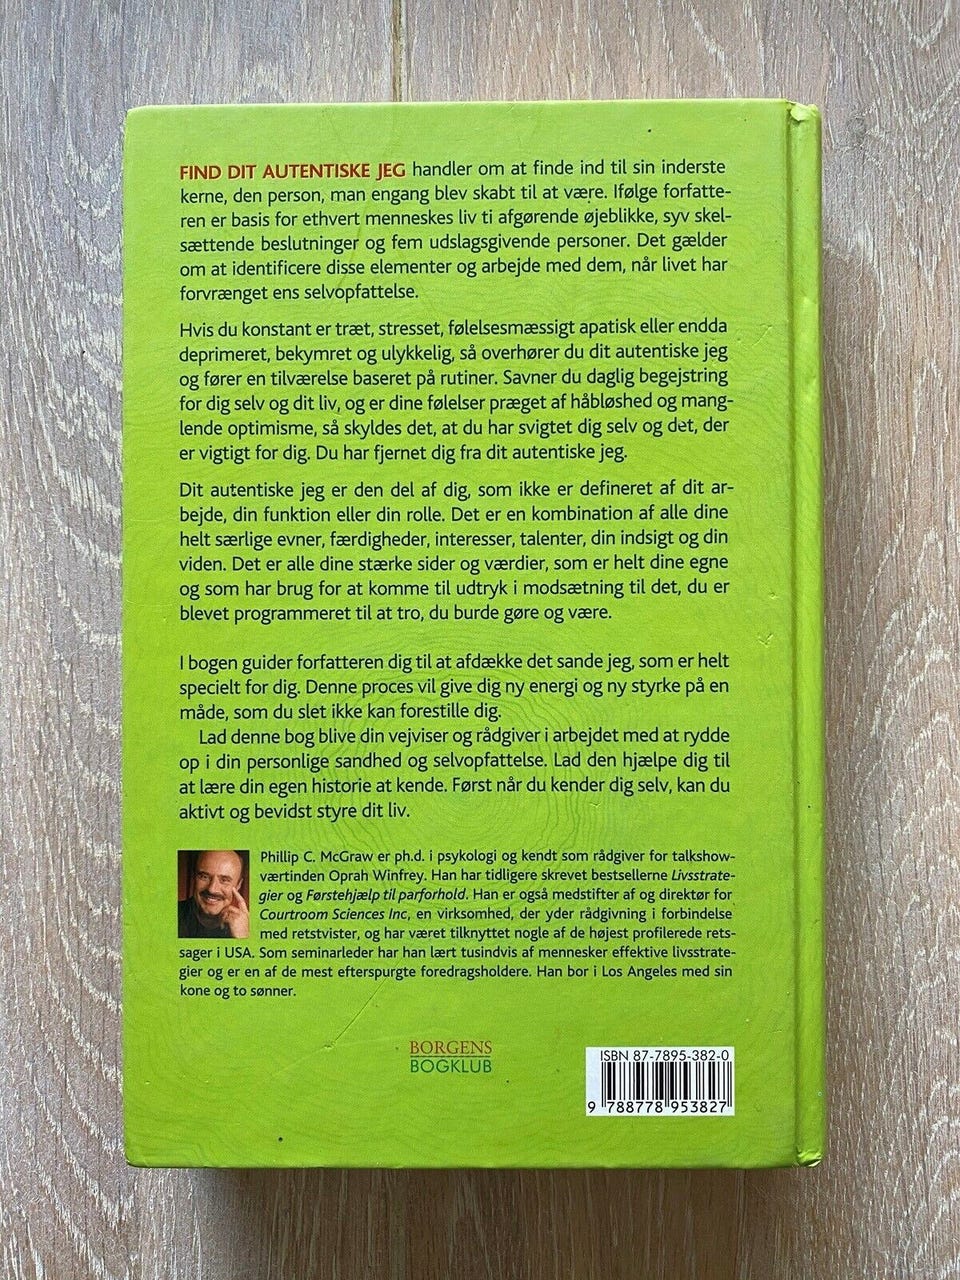 FIND DIT AUTENTISKE JEG handler om at finde ind til sin inderste
kerne, den person, man engang blev skabt til at være. Ifølge forfatte-
ren er basis for ethvert menneskes liv ti afgørende øjeblikke, syv skel-
sættende beslutninger og fem udslagsgivende personer. Det gælder
om at identificere disse elementer og arbejde med dem, når livet har
forvrænget ens selvopfattelse.
Hvis du konstant er træt, stresset, følelsesmæssigt apatisk eller endda
deprimeret, bekymret og ulykkelig, så overhører du dit autentiske jeg
og fører en tilværelse baseret på rutiner. Savner du daglig begejstring
for dig selv og dit liv, og er dine følelser præget af håbløshed og mang-
lende optimisme, så skyldes det, at du har svigtet dig selv og det, der
er vigtigt for dig. Du har fjernet dig fra dit autentiske jeg.
Dit autentiske jeg er den del af dig, som ikke er defineret af dit ar-
bejde, din funktion eller din rolle. Det er en kombination af alle dine
helt særlige evner, færdigheder, interesser, talenter, din indsigt og din
viden. Det er alle dine stærke sider og værdier, som er helt dine egne
og som har brug for at komme til udtryk i modsætning til det, du er
blevet programmeret til at tro, du burde gøre og være.
I bogen guider forfatteren dig til at afdække det sande jeg, som er helt
specielt for dig. Denne proces vil give dig ny energi og ny styrke på en
måde, som du slet ikke kan forestille dig.
Lad denne bog blive din vejviser og rådgiver i arbejdet med at rydde
op i din personlige sandhed og selvopfattelse. Lad den hjælpe dig til
at lære din egen historie at kende. Først når du kender dig selv, kan du
aktivt og bevidst styre dit liv.
Phillip C. McGraw er ph.d. i psykologi og kendt som rådgiver for talkshow-
værtinden Oprah Winfrey. Han har tidligere skrevet bestsellerne Livsstrate-
gier og Førstehjælp til parforhold. Han er også medstifter af og direktør for
Courtroom Sciences Inc, en virksomhed, der yder rådgivning i forbindelse
med retstvister, og har været tilknyttet nogle af de højest profilerede rets-
sager i USA. Som seminarleder har han lært tusindvis af mennesker effektive livsstrate-
gier og er en af de mest efterspurgte foredragsholdere. Han bor i Los Angeles med sin
kone og to sønner.
BORGENS
BOGKLUB
ISBN 87-7895-382-0
9 788778 953827